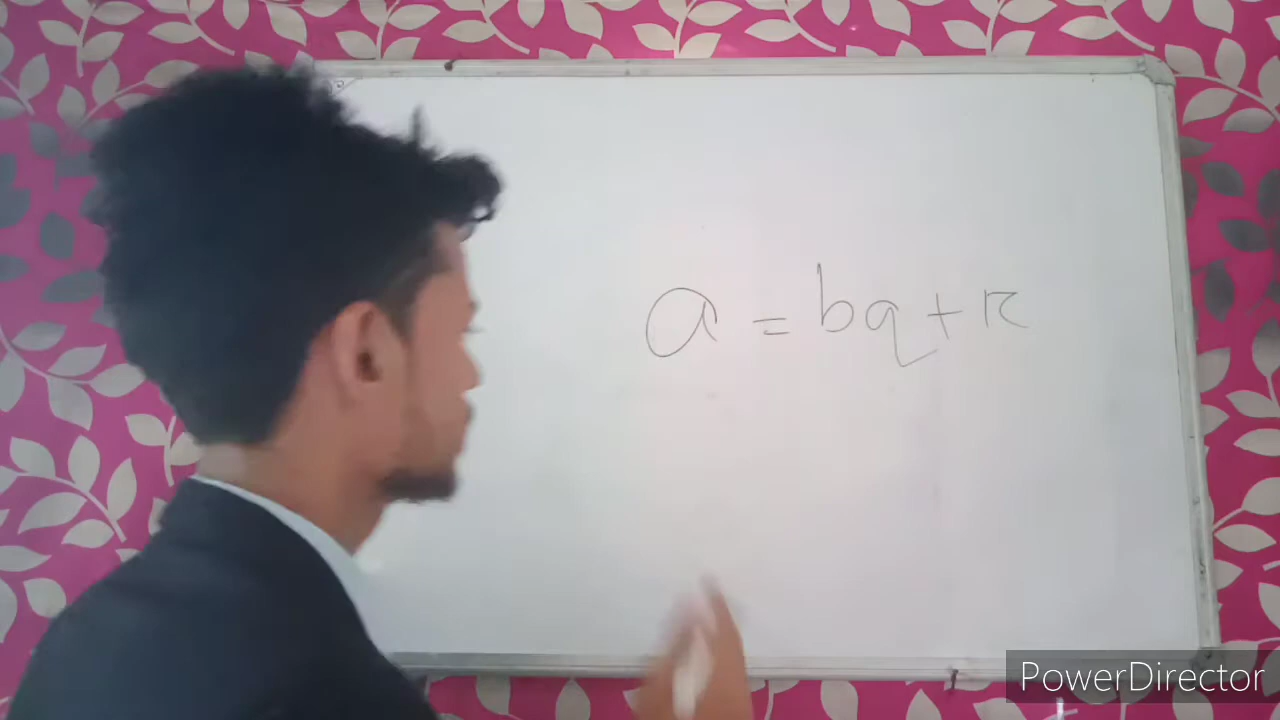 a = bq + r
PowerDirector